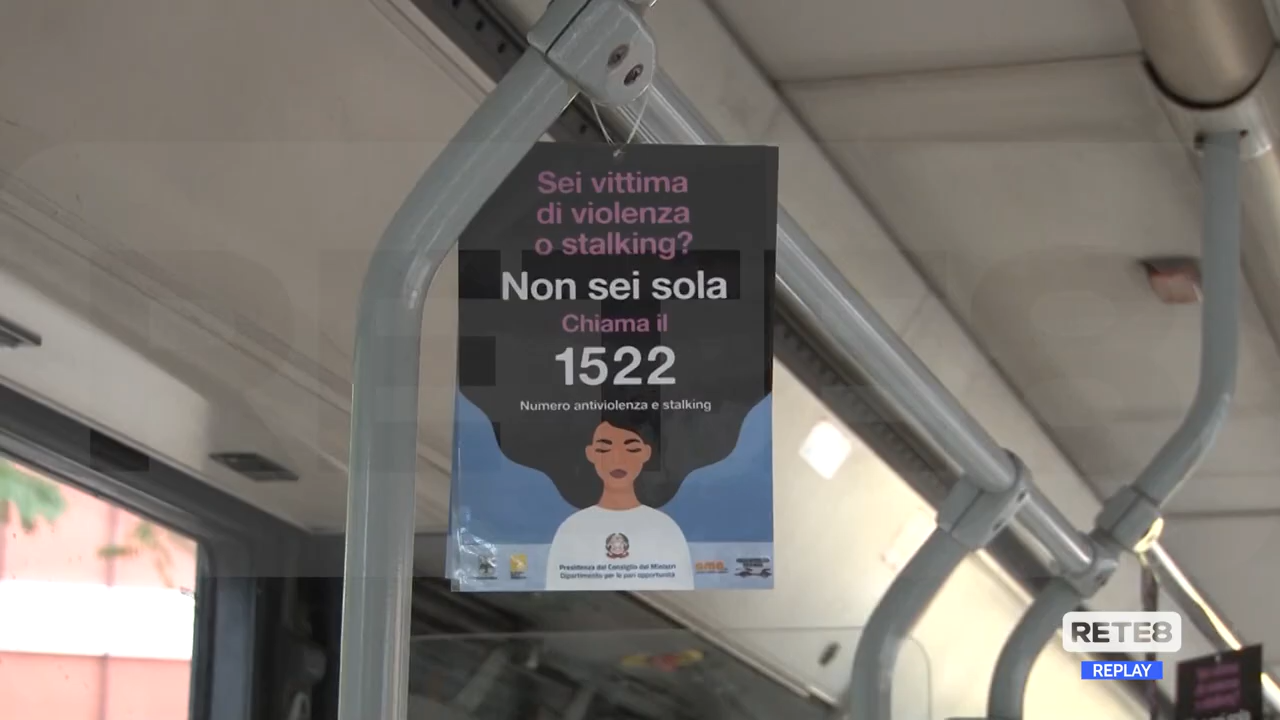 Sei vittima
di violenza
o stalking?
Non sei sola
Chiama il
1522
Numero antiviolenza e stalking
Presidenza del Consiglio dei Ministri
Dipartimento per le pari opportunità
RETE8
REPLAY